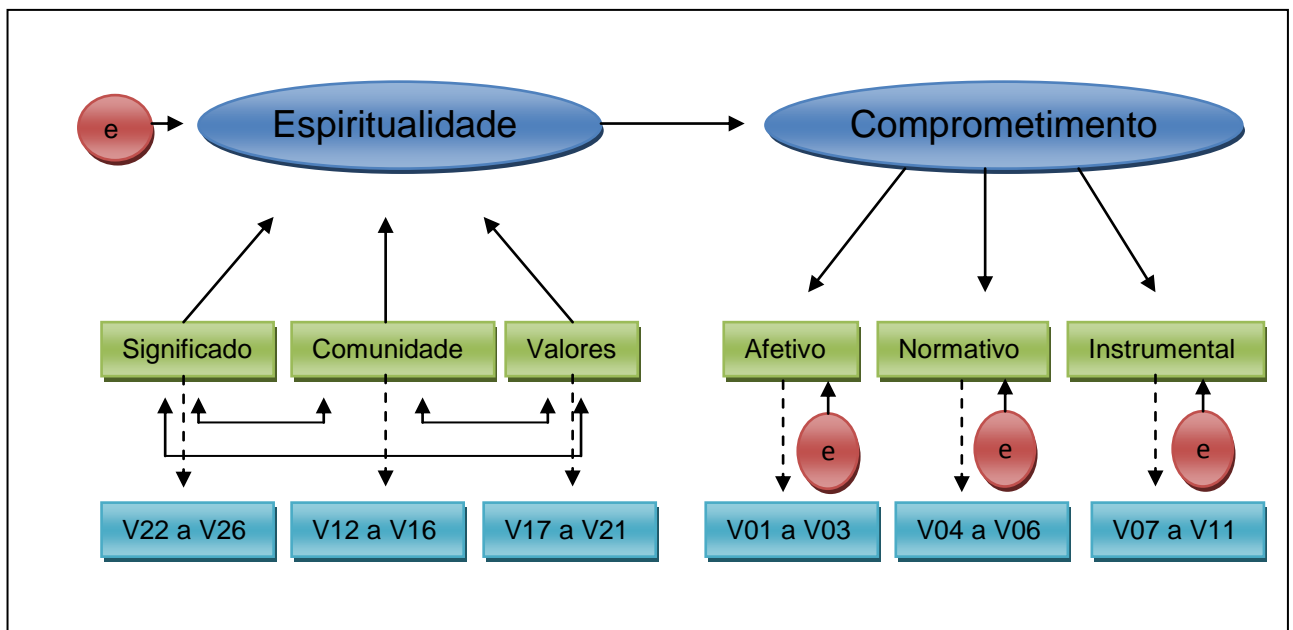 e
Espiritualidade
Comprometimento
Significado
Comunidade
Valores
Afetivo
Normativo
Instrumental
e
e
e
V22 a V26
V12 a V16
V17 a V21
V01 a V03
V04 a V06
V07 a V11